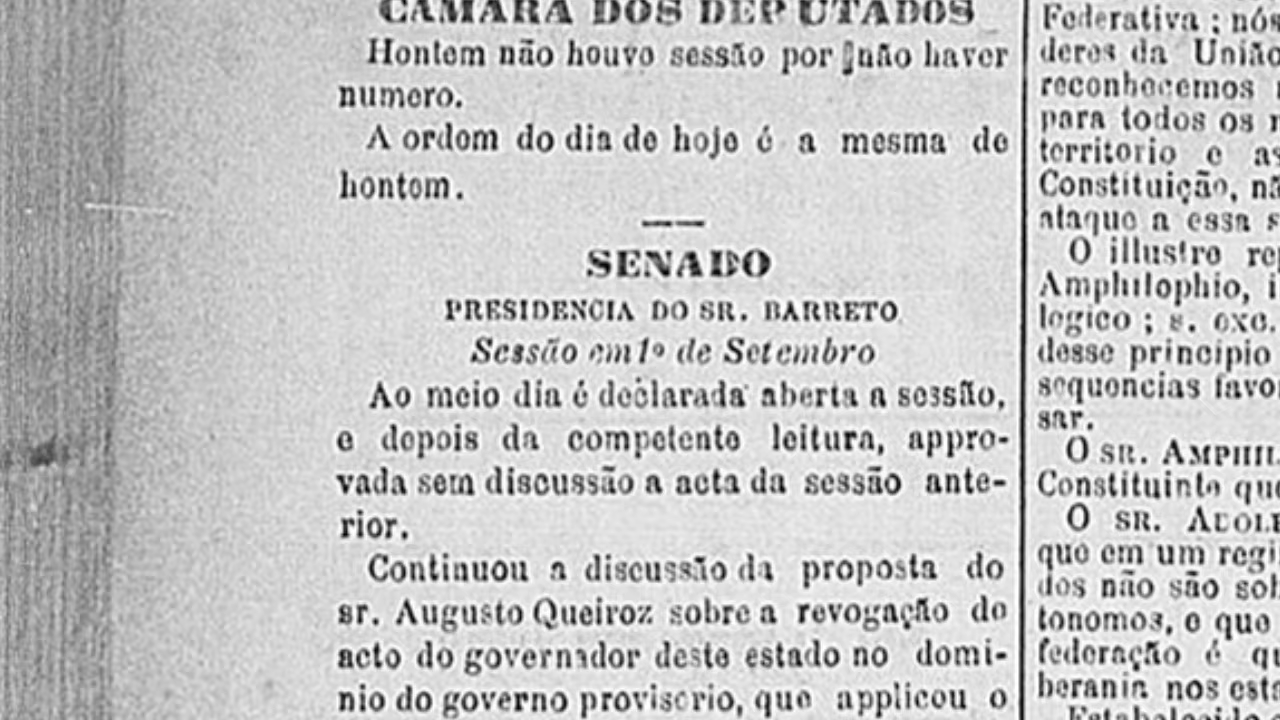 CAMARA DOS DEPUTADOS
Hontem não houve sessão por não haver
numero.
A ordem do dia de hoje é a mesma de
hontem.
SENADO
PRESIDENCIA DO SR. BARRETO
Sessão em 1º de Setembro
Ao meio dia é declarada aberta a sessão,
e depois da competente leitura, appro-
vada sem discussão a acta da sessão ante-
rior.
Continuou a discussão da proposta do
sr. Augusto Queiroz sobre a revogação do
acto do governador deste estado no domi-
nio do governo provisorio, que applicou o
Federativa ; nós
deres da União
reconhecemos
para todos os
territorio e as
Constituição,
ataque a essa
O illustre
Amphilophio,
logico ; s. exc.
desse principio
sequencias
sar.
O SR.
Constituinte que
O SR.
que em um
dos não são
tonomos, e que
federação é
berania nos